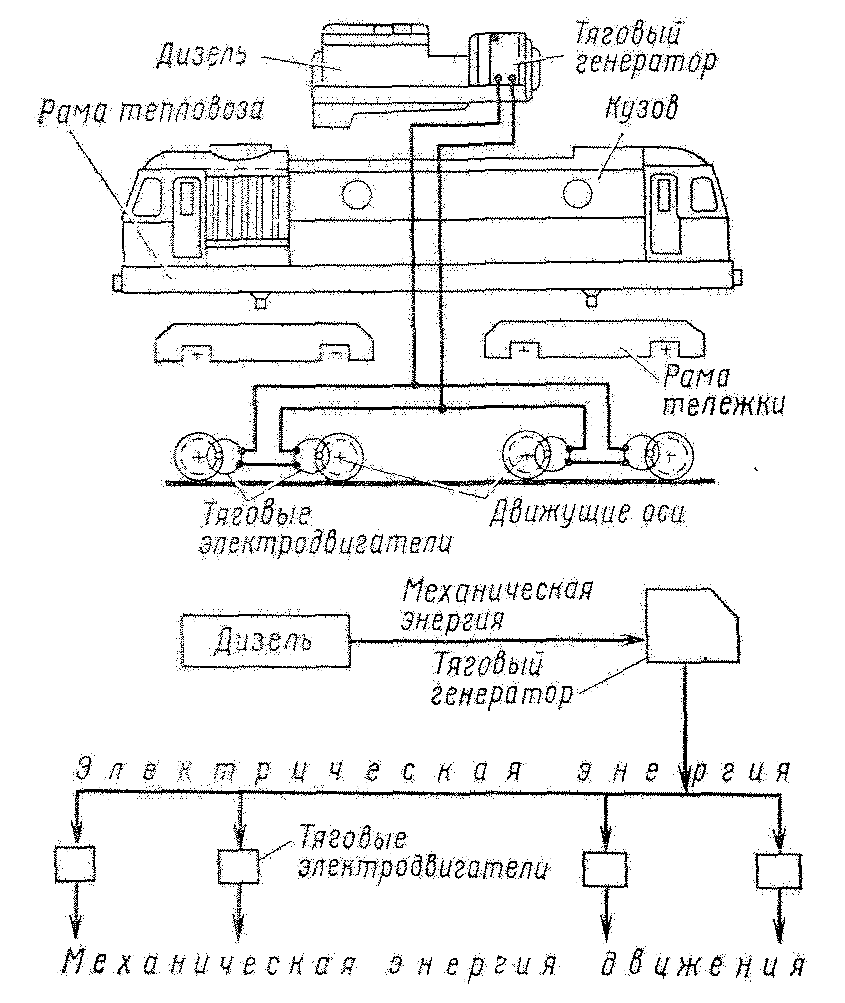 Дизель
Тяговый
генератор
Рама тепловоза
Кузов
Рама
тележки
Тяговые
электродвигатели
Движущие оси
Механическая
энергия
Дизель
Тяговый
генератор
Электрическая энергия
Тяговые
электродвигатели
Механическая энергия движения